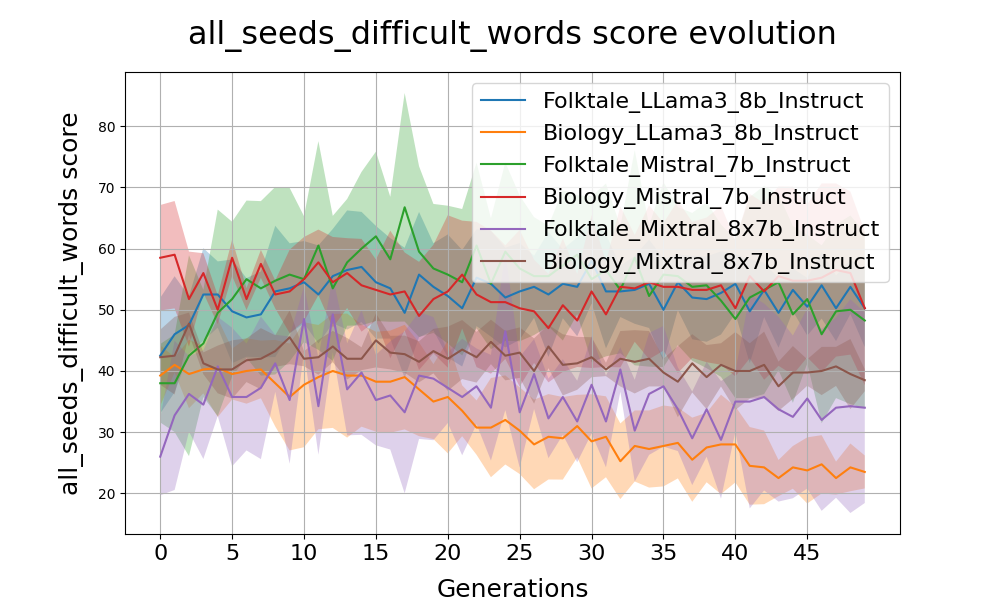 all_seeds_difficult_words score evolution
all_seeds_difficult_words score
80
70
60
50
40
30
20
Folktale_LLama3_8b_Instruct
Biology_LLama3_8b_Instruct
Folktale_Mistral_7b_Instruct
Biology_Mistral_7b_Instruct
Folktale_Mixtral_8x7b_Instruct
Biology_Mixtral_8x7b_Instruct
0 5 10 15 20 25 30 35 40 45
Generations